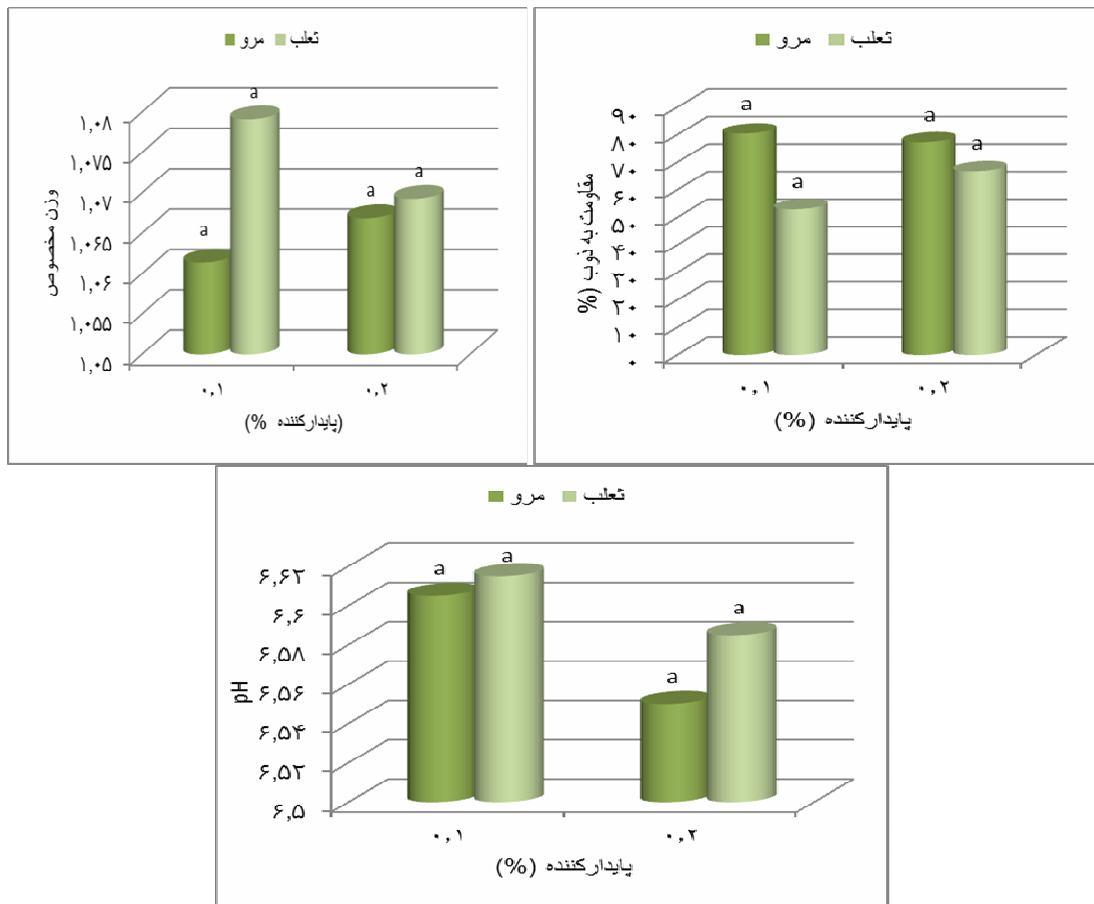 مرو ثعلب
a
a
a
a
وزن مخصوص
۱,۰۸
۱,۰۷۵
۱,۰۷
۱,۰۶۵
۱,۰۶
۱,۰۵۵
۱,۰۵
۰,۱ ۰,۲
(پایدارکننده %)
مرو ثعلب
a
a
a
a
مقاومت به ذوب (%
۹۰
۸۰
۷۰
۶۰
۵۰
۴۰
۳۰
۲۰
۱۰
۰
۰,۱ ۰,۲
پایدارکننده (%)
مرو ثعلب
a
a
a
a
pH
۶,۶۲
۶,۶
۶,۵۸
۶,۵۶
۶,۵۴
۶,۵۲
۶,۵
۰,۱ ۰,۲
پایدارکننده (%)